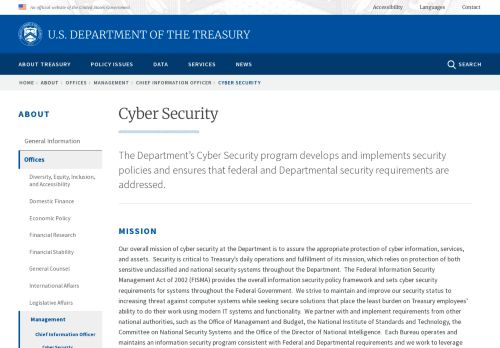 An official website of the United States Government
Accessibility Languages Contact
U.S. DEPARTMENT OF THE TREASURY
ABOUT TREASURY POLICY ISSUES DATA SERVICES NEWS SEARCH
HOME › ABOUT › OFFICES › MANAGEMENT › CHIEF INFORMATION OFFICER › CYBER SECURITY
ABOUT
General Information
Offices
Diversity, Equity, Inclusion,
and Accessibility
Domestic Finance
Economic Policy
Financial Research
Financial Stability
General Counsel
International Affairs
Legislative Affairs
Management
Chief Information Officer
Cyber Security
Cyber Security
The Department's Cyber Security program develops and implements security
policies and ensures that federal and Departmental security requirements are
addressed.
MISSION
Our overall mission of cyber security at the Department is to assure the appropriate protection of cyber information, services,
and assets. Security is critical to Treasury's daily operations and fulfillment of its mission, which relies on protection of both
sensitive unclassified and national security systems throughout the Department. The Federal Information Security
Management Act of 2002 (FISMA) provides the overall information security policy framework and sets cyber security
requirements for systems throughout the Federal Government. We strive to maintain and improve our security status to
increasing threat against computer systems while seeking secure solutions that place the least burden on Treasury employees'
ability to do their work using modern IT systems and functionality. We partner with and implement requirements from other
national authorities, such as the Office of Management and Budget, the National Institute of Standards and Technology, the
Committee on National Security Systems and the Office of the Director of National Intelligence. Each Bureau operates and
maintains an information security program consistent with Federal and Departmental requirements and we work to leverage